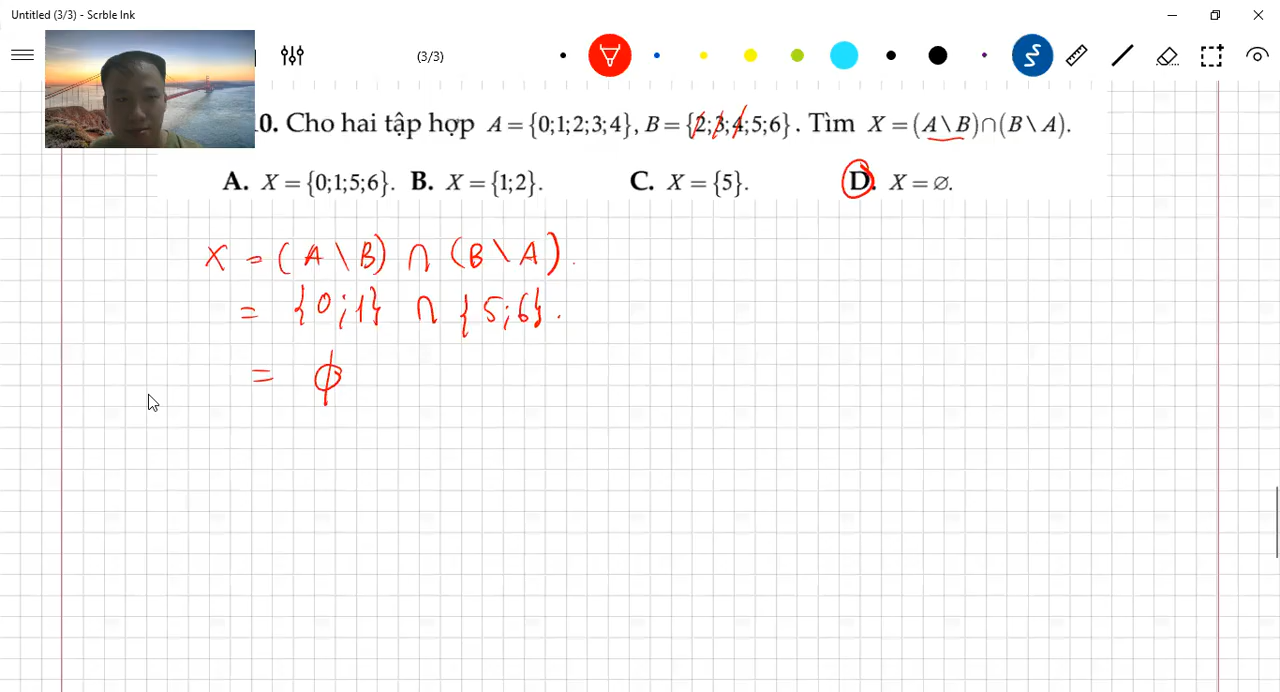 Untitled (3/3) - Scrble Ink
(3/3)
0. Cho hai tập hợp A = {0;1;2;3;4}, B = {2;3;4;5;6}. Tìm X = (A \ B) ∩ (B \ A).
A. X = {0;1;5;6}. B. X = {1;2}. C. X = {5}. D. X = ∅.
X = (A \ B) ∩ (B \ A).
= {0;1} ∩ {5;6}.
= ϕ